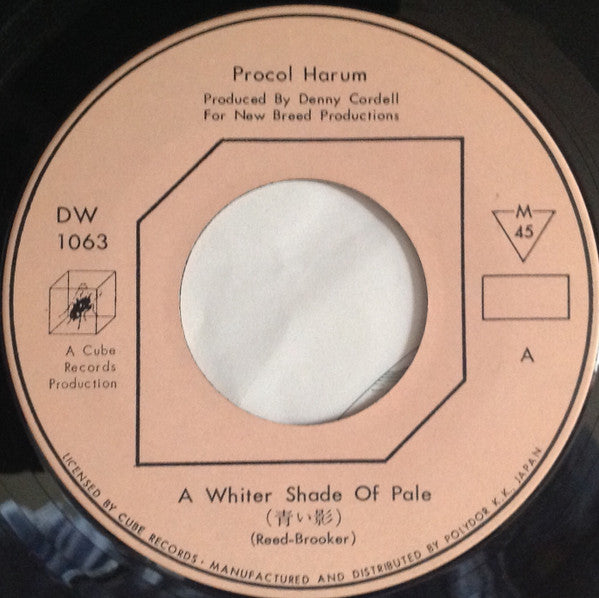 Procol Harum
Produced By Denny Cordell
For New Breed Productions
DW
1063
M
45
A Cube
Records
Production
A
A Whiter Shade Of Pale
(青い影)
(Reed-Brooker)
LICENSED BY CUBE RECORDS • MANUFACTURED AND DISTRIBUTED BY POLYDOR K.K. JAPAN